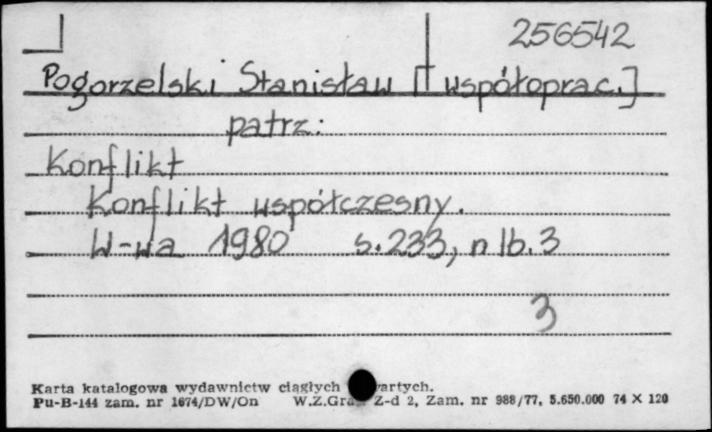 256542
Pogorzelski Stanisław [współoprac.]
patrz:
Konflikt
Konflikt współczesny.
W-wa 1980 s. 233, nlb. 3
3
Karta katalogowa wydawnictw ciągłych
Pu-B-144 zam. nr 1674/DW/On W.Z.Graf Z-d 2, Zam. nr 988/77, 5.650.000 74 X 120